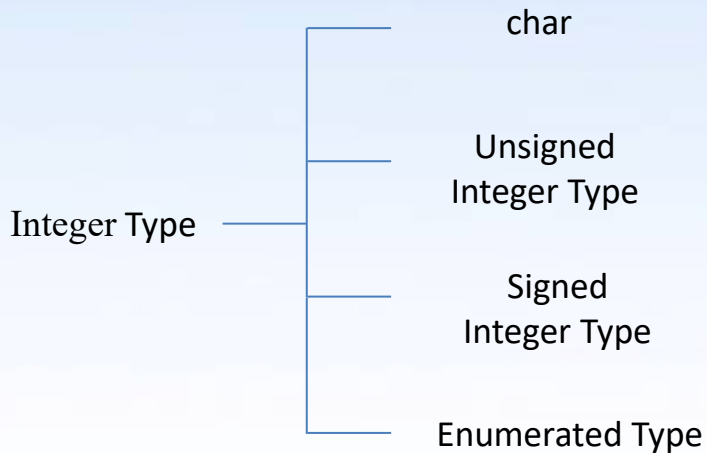 char
Unsigned
Integer Type
Integer Type
Signed
Integer Type
Enumerated Type